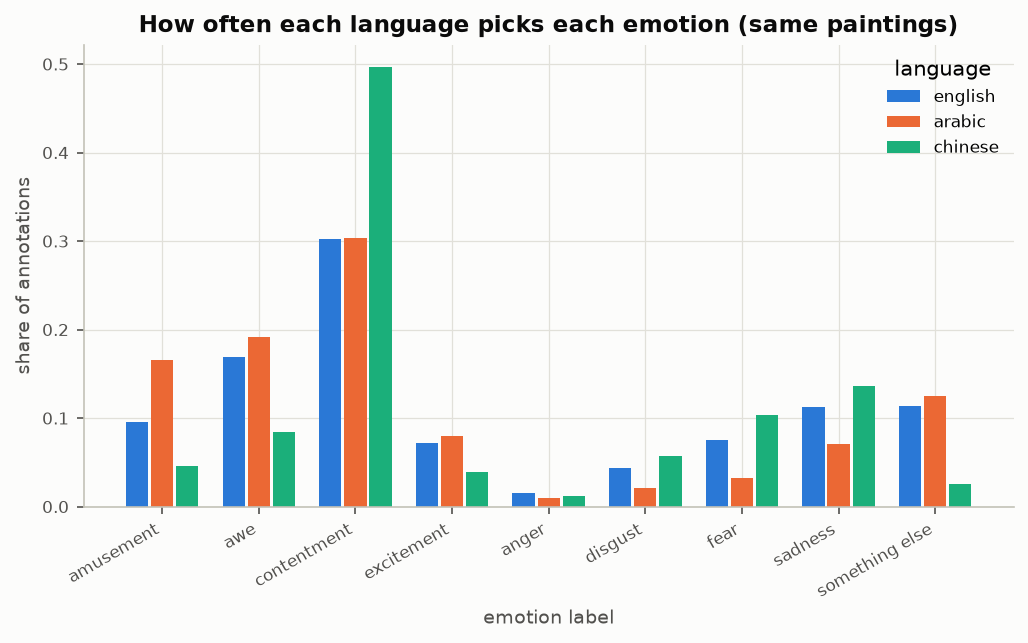 How often each language picks each emotion (same paintings)
language
english
arabic
chinese
share of annotations
0.5
0.4
0.3
0.2
0.1
0.0
amusement
awe
contentment
excitement
anger
disgust
fear
sadness
something else
emotion label